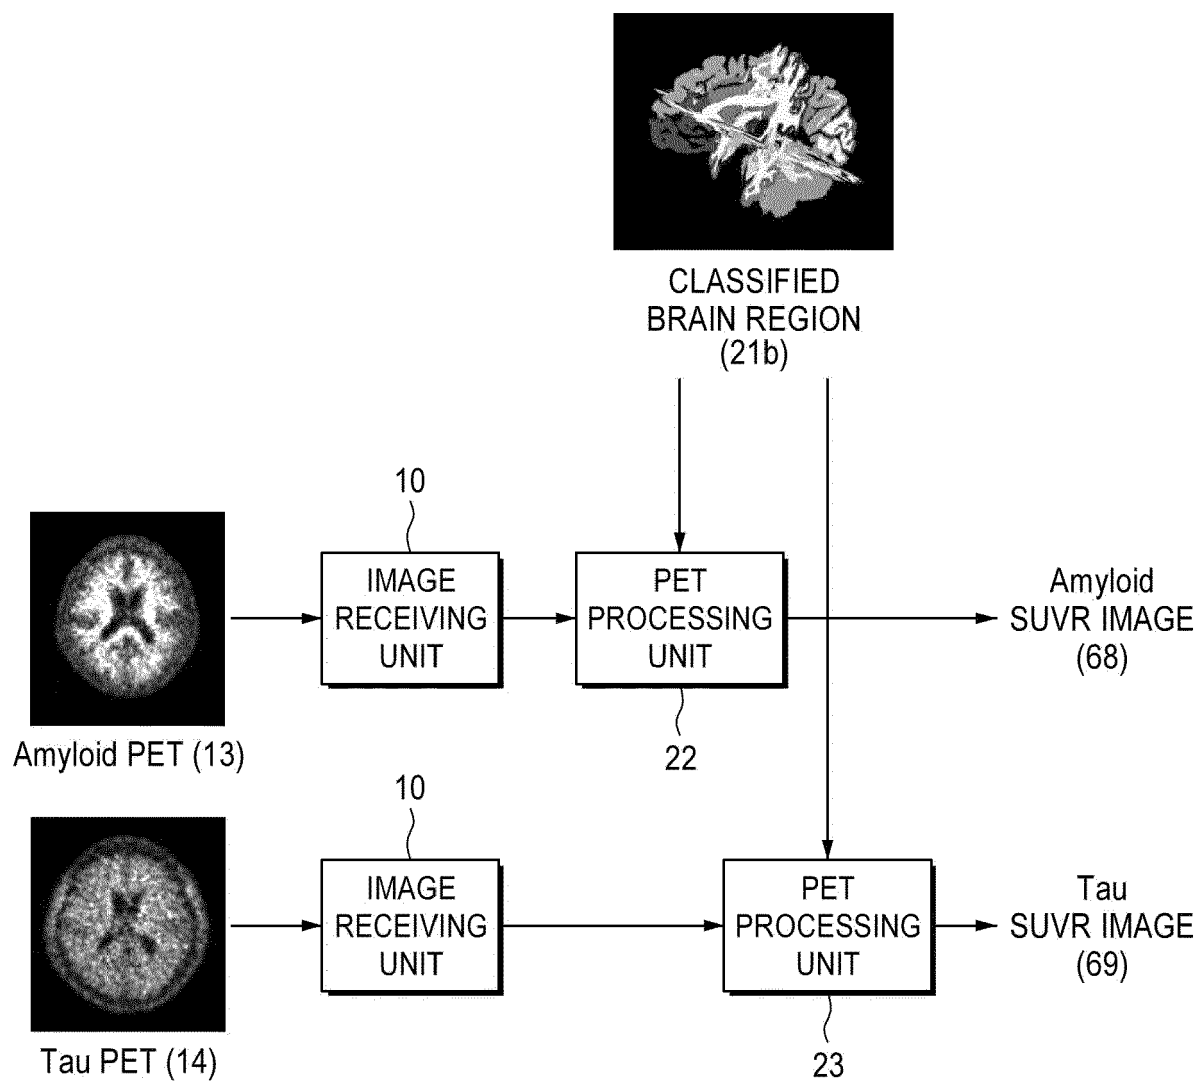 CLASSIFIED
BRAIN REGION
(21b)
10
IMAGE
RECEIVING
UNIT
PET
PROCESSING
UNIT
22
Amyloid
SUVR IMAGE
(68)
Amyloid PET (13)
10
IMAGE
RECEIVING
UNIT
PET
PROCESSING
UNIT
23
Tau
SUVR IMAGE
(69)
Tau PET (14)